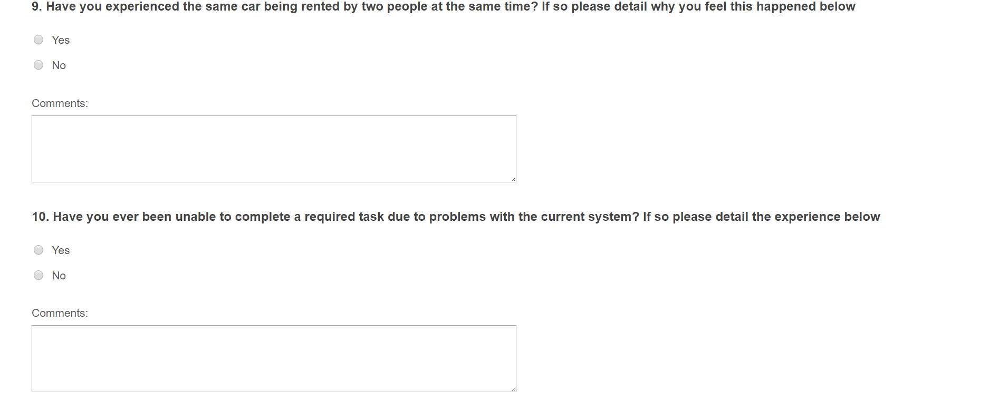 9. Have you experienced the same car being rented by two people at the same time? If so please detail why you feel this happened below
Yes
No
Comments:
10. Have you ever been unable to complete a required task due to problems with the current system? If so please detail the experience below
Yes
No
Comments: